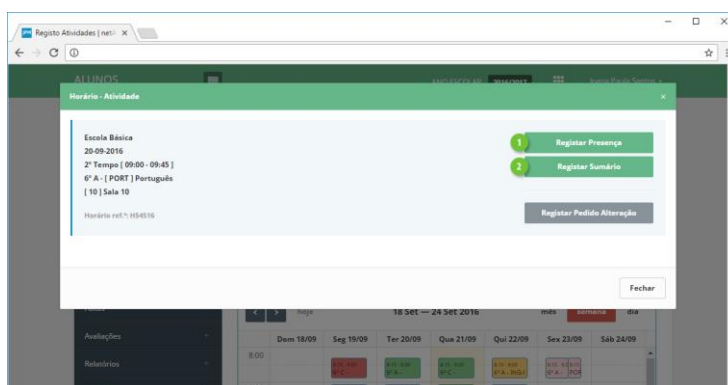 Registo Atividades | net
ALUNOS
ANO ESCOLAR 2016/2017
Horário - Atividade
Escola Básica
20-09-2016
2º Tempo [ 09:00 - 09:45 ]
6º A - [ PORT ] Português
[ 10 ] Sala 10
Horário ref.ª: HS4516
1 Registar Presença
2 Registar Sumário
Registar Pedido Alteração
Fechar
hoje 18 Set — 24 Set 2016 mês semana dia
Avaliações
Relatórios
Dom 18/09 Seg 19/09 Ter 20/09 Qua 21/09 Qui 22/09 Sex 23/09 Sáb 24/09
8:00